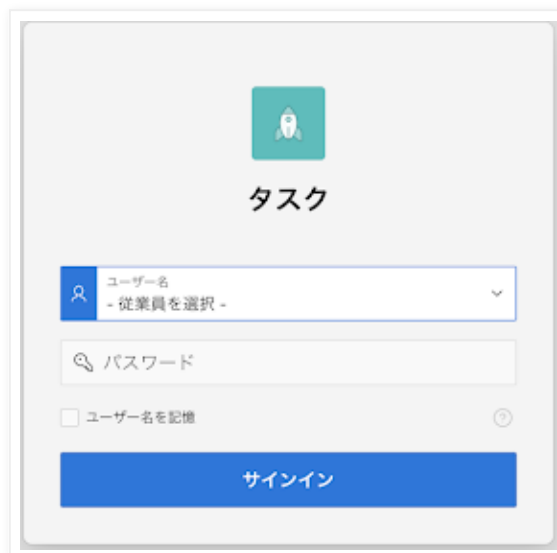 タスク
ユーザー名
- 従業員を選択 -
パスワード
ユーザー名を記憶
?
サインイン